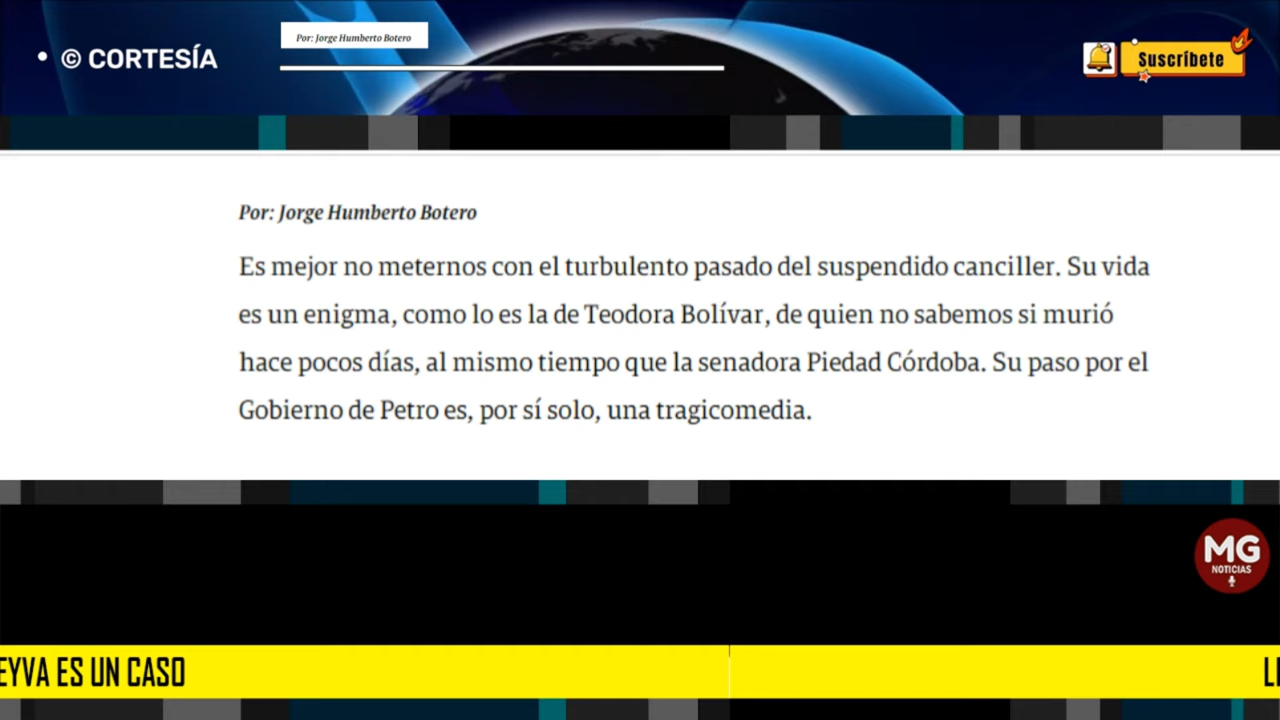 • © CORTESÍA
Por: Jorge Humberto Botero
Suscríbete
Por: Jorge Humberto Botero
Es mejor no meternos con el turbulento pasado del suspendido canciller. Su vida
es un enigma, como lo es la de Teodora Bolívar, de quien no sabemos si murió
hace pocos días, al mismo tiempo que la senadora Piedad Córdoba. Su paso por el
Gobierno de Petro es, por sí solo, una tragicomedia.
MG
NOTICIAS
EYVA ES UN CASO